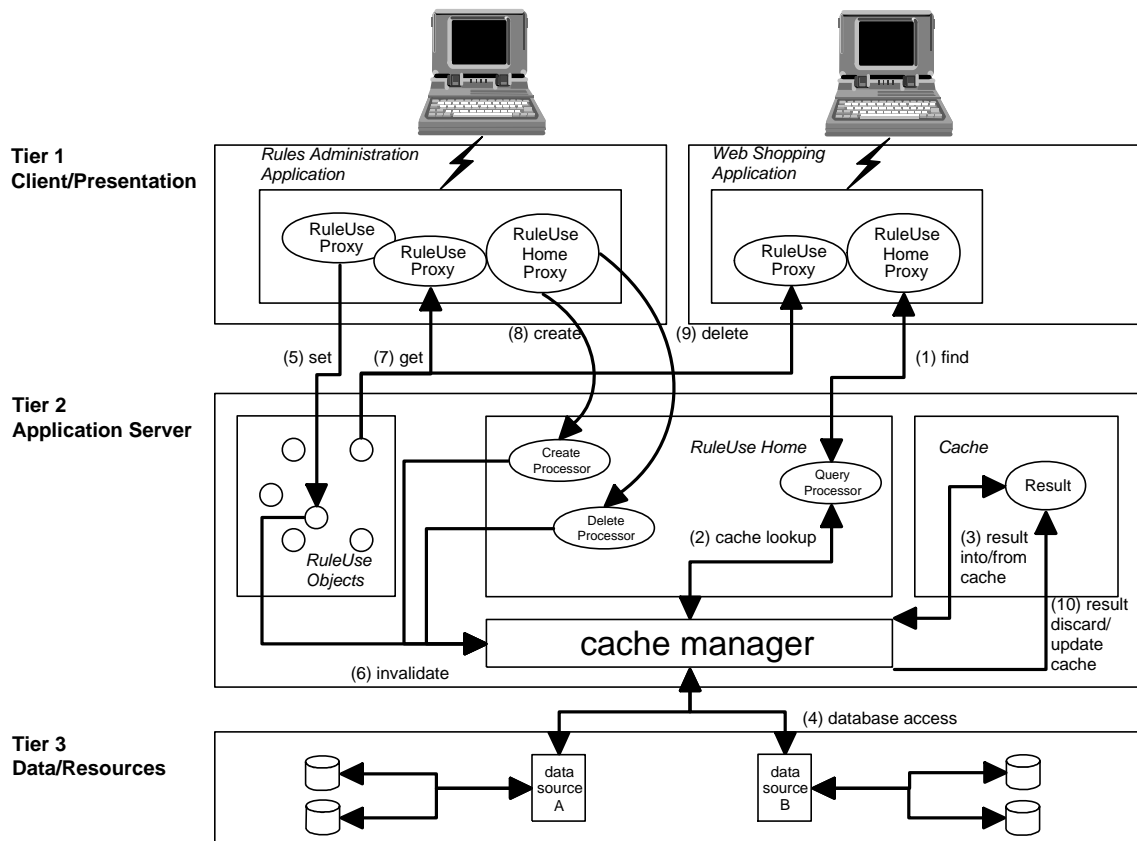 Tier 1
Client/Presentation
Rules Administration
Application
Web Shopping
Application
RuleUse
Proxy
RuleUse
Proxy
RuleUse
Home
Proxy
RuleUse
Proxy
RuleUse
Home
Proxy
(8) create
(9) delete
(5) set
(7) get
(1) find
Tier 2
Application Server
RuleUse Home
Cache
Create
Processor
Query
Processor
Result
Delete
Processor
(2) cache lookup
(3) result
into/from
cache
RuleUse
Objects
(10) result
discard/
update
cache
cache manager
(6) invalidate
(4) database access
Tier 3
Data/Resources
data
source
A
data
source
B